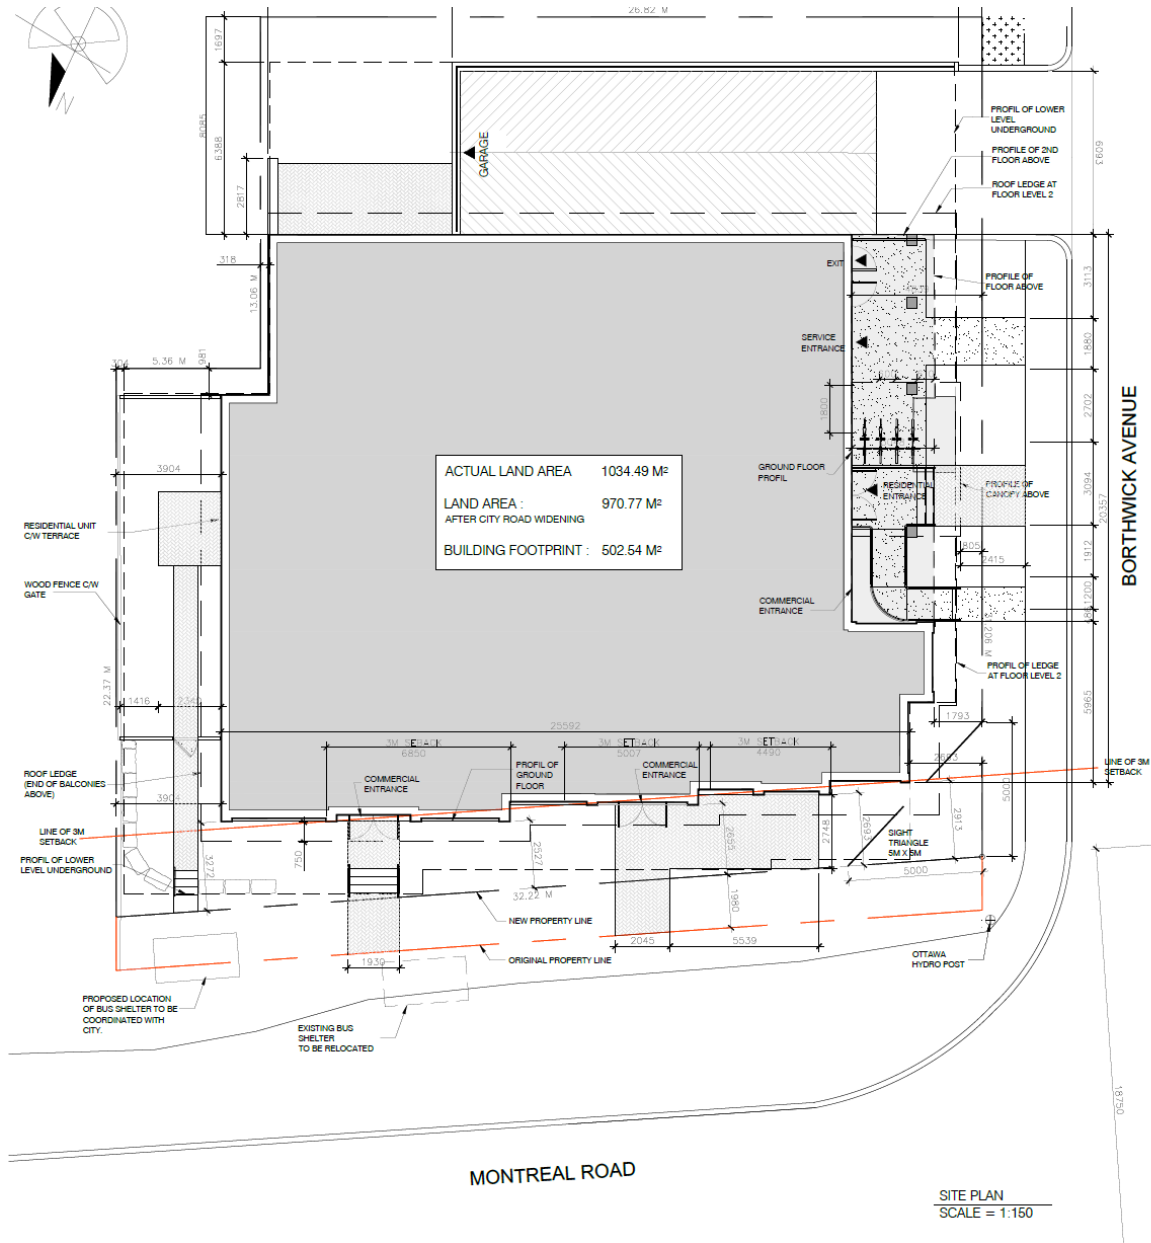 26.82 M
1697
8085
6388
2817
N
GARAGE
PROFIL OF LOWER
LEVEL
UNDERGROUND
PROFILE OF 2ND
FLOOR ABOVE
ROOF LEDGE AT
FLOOR LEVEL 2
6093
318
13.06 M
EXIT
PROFILE OF
FLOOR ABOVE
3113
SERVICE
ENTRANCE
1880
304
5.36 M
981
1800
2702
BORTHWICK AVENUE
3904
ACTUAL LAND AREA 1034.49 M²
LAND AREA : 970.77 M²
AFTER CITY ROAD WIDENING
BUILDING FOOTPRINT : 502.54 M²
GROUND FLOOR
PROFIL
RESIDENTIAL
ENTRANCE
PROFILE OF
CANOPY ABOVE
3094
20357
RESIDENTIAL UNIT
C/W TERRACE
805
2415
1912
WOOD FENCE C/W
GATE
COMMERCIAL
ENTRANCE
1200
PROFIL OF LEDGE
AT FLOOR LEVEL 2
22.37 M
1416
2340
5965
25592
1793
3M SETBACK
6850
3M SETBACK
5007
3M SETBACK
4490
2693
5000
LINE OF 3M
SETBACK
ROOF LEDGE
(END OF BALCONIES
ABOVE)
3904
COMMERCIAL
ENTRANCE
PROFIL OF
GROUND
FLOOR
COMMERCIAL
ENTRANCE
LINE OF 3M
SETBACK
750
2527
2655
2748
2693
2913
SIGHT
TRIANGLE
5M X 5M
PROFIL OF LOWER
LEVEL UNDERGROUND
3272
5000
32.22 M
1980
NEW PROPERTY LINE
2045
5539
ORIGINAL PROPERTY LINE
1930
OTTAWA
HYDRO POST
PROPOSED LOCATION
OF BUS SHELTER TO BE
COORDINATED WITH
CITY.
EXISTING BUS
SHELTER
TO BE RELOCATED
18750
MONTREAL ROAD
SITE PLAN
SCALE = 1:150